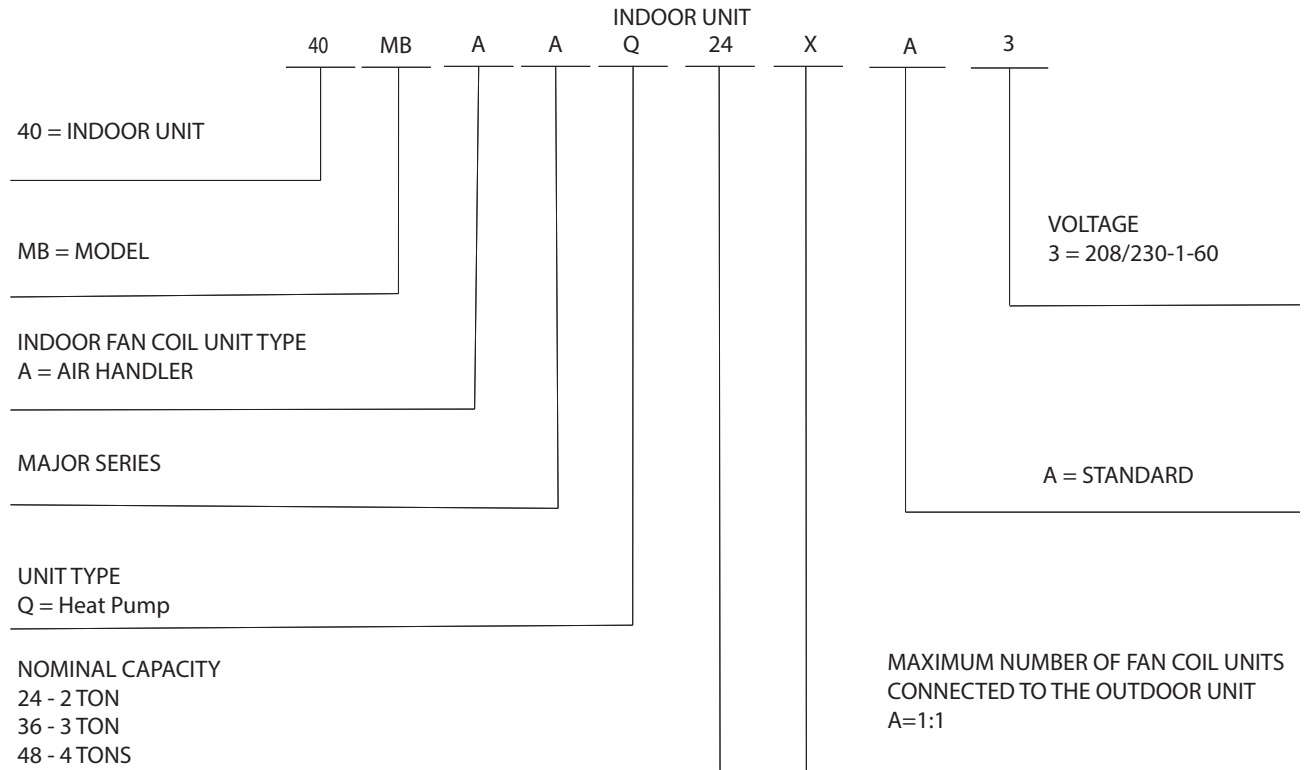 INDOOR UNIT
40 MB A A Q 24 X A 3
40 = INDOOR UNIT
MB = MODEL
INDOOR FAN COIL UNIT TYPE
A = AIR HANDLER
MAJOR SERIES
UNIT TYPE
Q = Heat Pump
NOMINAL CAPACITY
24 - 2 TON
36 - 3 TON
48 - 4 TONS
VOLTAGE
3 = 208/230-1-60
A = STANDARD
MAXIMUM NUMBER OF FAN COIL UNITS
CONNECTED TO THE OUTDOOR UNIT
A=1:1